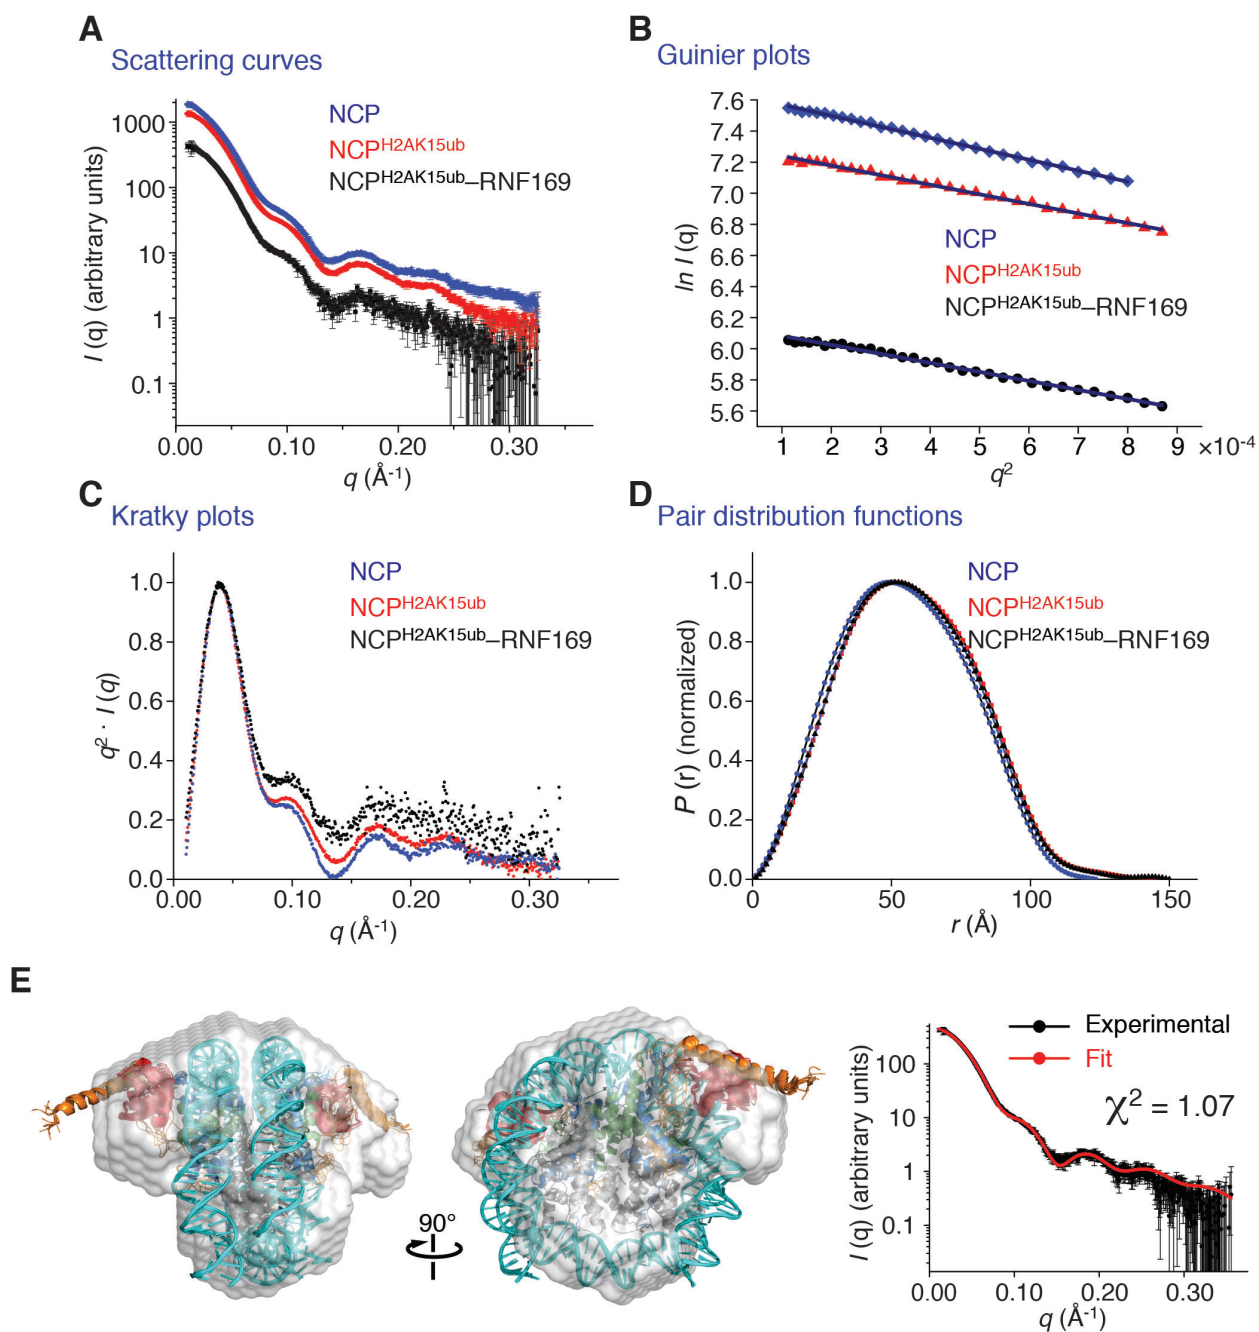 A
Scattering curves
I (q) (arbitrary units)
1000
100
10
1
0.1
0.00 0.10 0.20 0.30
q (Å-1)
NCP
NCPH2AK15ub
NCPH2AK15ub–RNF169
B
Guinier plots
ln I (q)
7.6
7.4
7.2
7.0
6.8
6.6
6.4
6.2
6.0
5.8
5.6
1 2 3 4 5 6 7 8 9 ×10-4
q2
NCP
NCPH2AK15ub
NCPH2AK15ub–RNF169
C
Kratky plots
q2 · I (q)
1.0
0.8
0.6
0.4
0.2
0.0
0.00 0.10 0.20 0.30
q (Å-1)
NCP
NCPH2AK15ub
NCPH2AK15ub–RNF169
D
Pair distribution functions
P (r) (normalized)
1.0
0.8
0.6
0.4
0.2
0.0
0 50 100 150
r (Å)
NCP
NCPH2AK15ub
NCPH2AK15ub–RNF169
E
90°
I (q) (arbitrary units)
100
10
1
0.1
0.00 0.10 0.20 0.30
q (Å-1)
Experimental
Fit
χ2 = 1.07